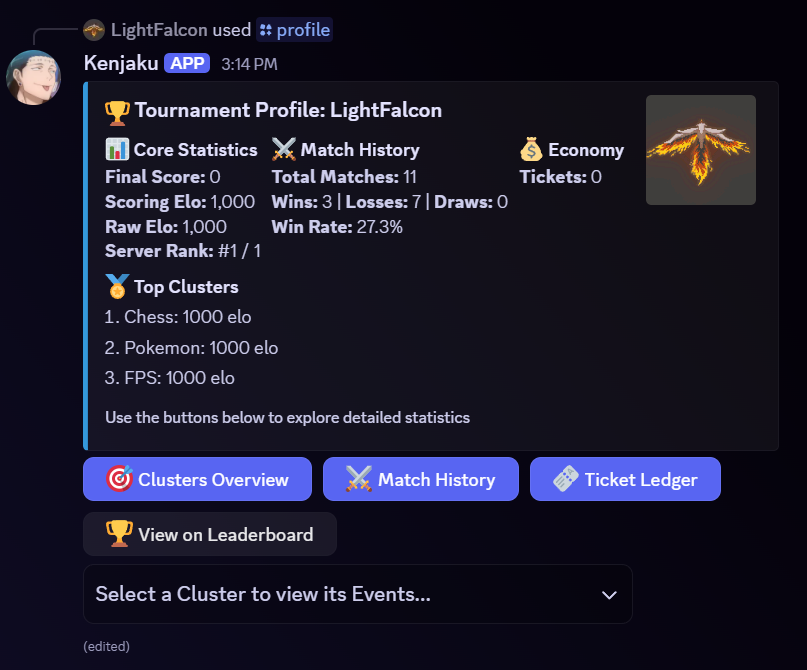 LightFalcon used profile
Kenjaku APP 3:14 PM
Tournament Profile: LightFalcon
Core Statistics
Final Score: 0
Scoring Elo: 1,000
Raw Elo: 1,000
Server Rank: #1 / 1
Match History
Total Matches: 11
Wins: 3 | Losses: 7 | Draws: 0
Win Rate: 27.3%
Economy
Tickets: 0
Top Clusters
1. Chess: 1000 elo
2. Pokemon: 1000 elo
3. FPS: 1000 elo
Use the buttons below to explore detailed statistics
Clusters Overview
Match History
Ticket Ledger
View on Leaderboard
Select a Cluster to view its Events...
(edited)